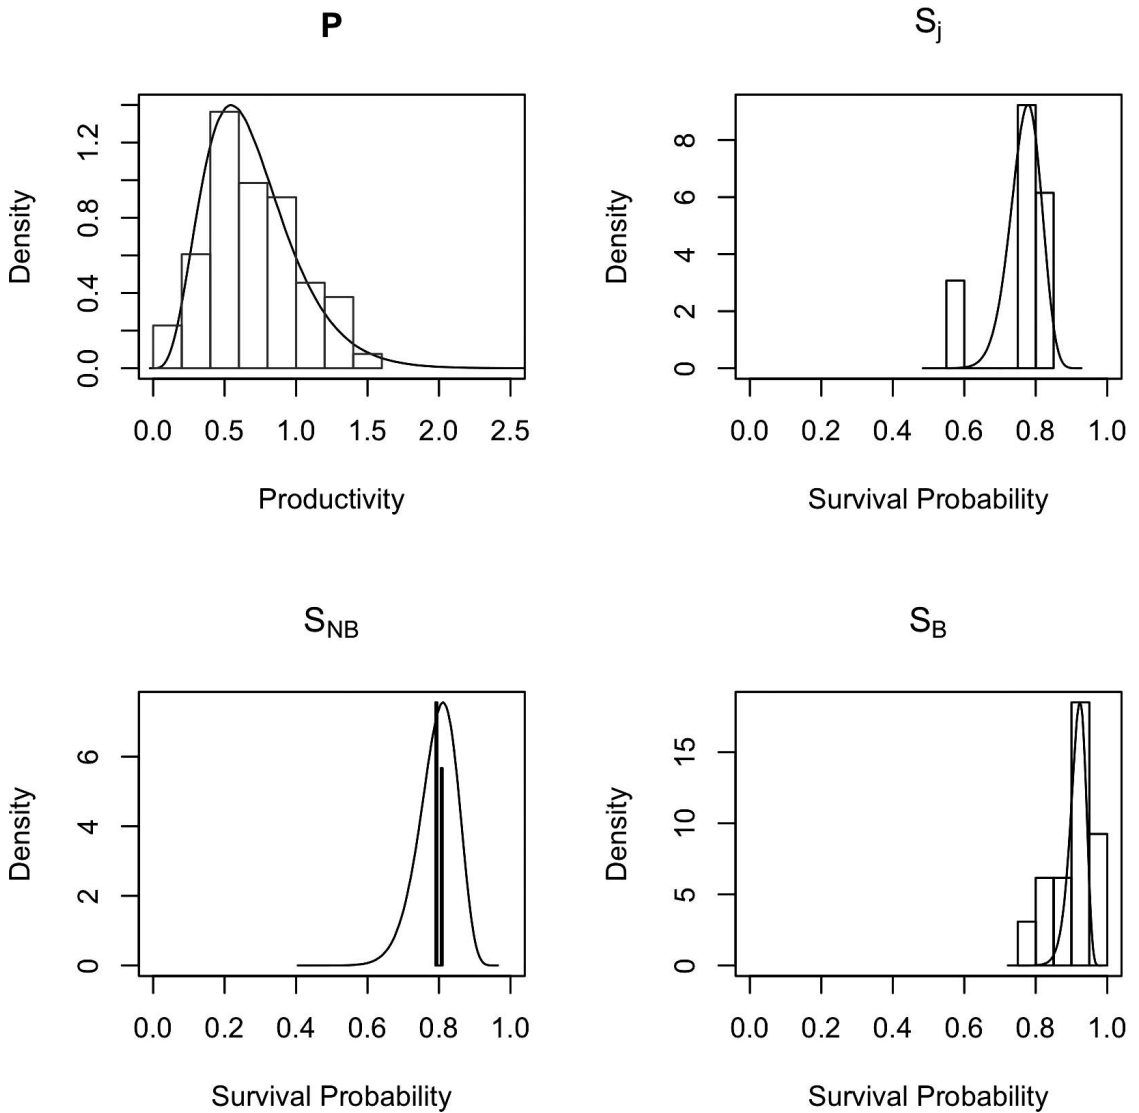 P
Density
0.0 0.4 0.8 1.2
0.0 0.5 1.0 1.5 2.0 2.5
Productivity
Sj
Density
0 2 4 6 8
0.0 0.2 0.4 0.6 0.8 1.0
Survival Probability
SNB
Density
0 2 4 6
0.0 0.2 0.4 0.6 0.8 1.0
Survival Probability
SB
Density
0 5 10 15
0.0 0.2 0.4 0.6 0.8 1.0
Survival Probability